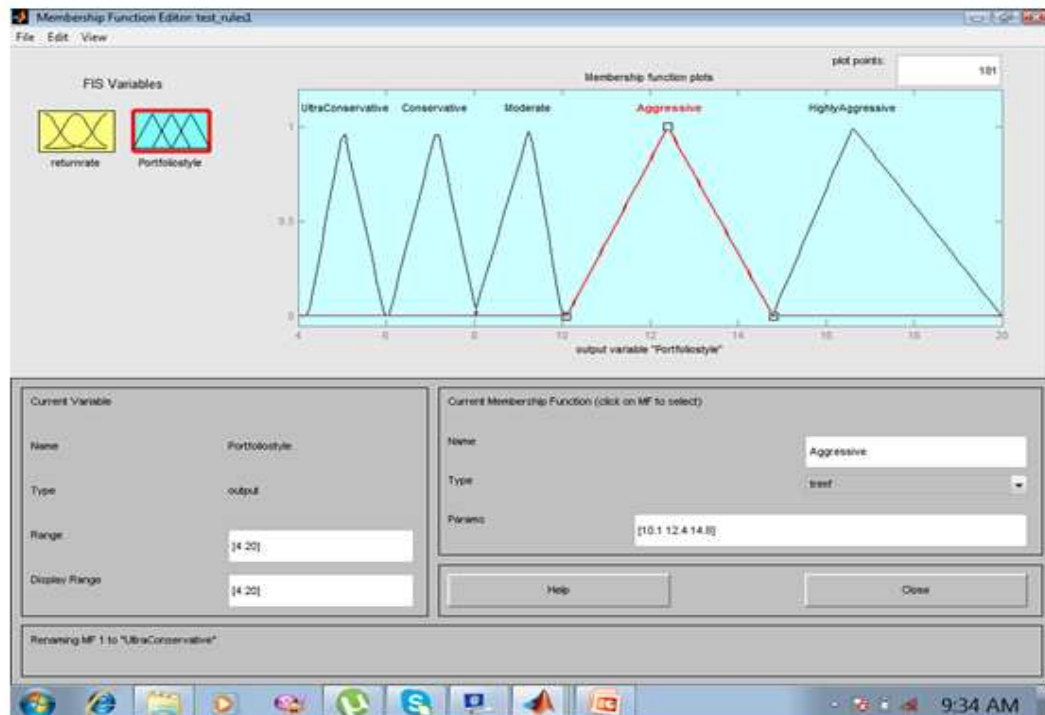 Membership Function Editor: test_rules1
File Edit View
FIS Variables
returnrate
Portfoliostyle
plot points:
181
Membership function plots
UltraConservative Conservative Moderate Aggressive HighlyAggressive
1
0.5
0
4 6 8 10 12 14 16 18 20
output variable "Portfoliostyle"
Current Variable
Name Portfoliostyle
Type output
Range [4 20]
Display Range [4 20]
Current Membership Function (click on MF to select)
Name Aggressive
Type trimf
Params [10.1 12.4 14.8]
Help
Close
Renaming MF 1 to "UltraConservative"
9:34 AM